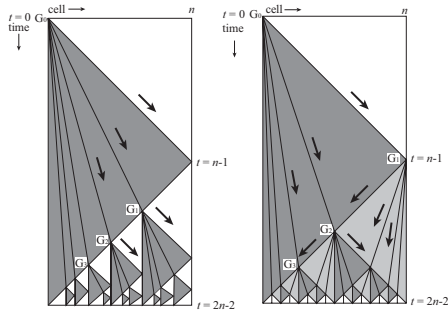 cell n
t = 0 G₀
time
t = n-1
G₁
G₂
G₃
t = 2n-2
cell n
t = 0 G₀
time
G₁ t = n-1
G₂
G₃
t = 2n-2